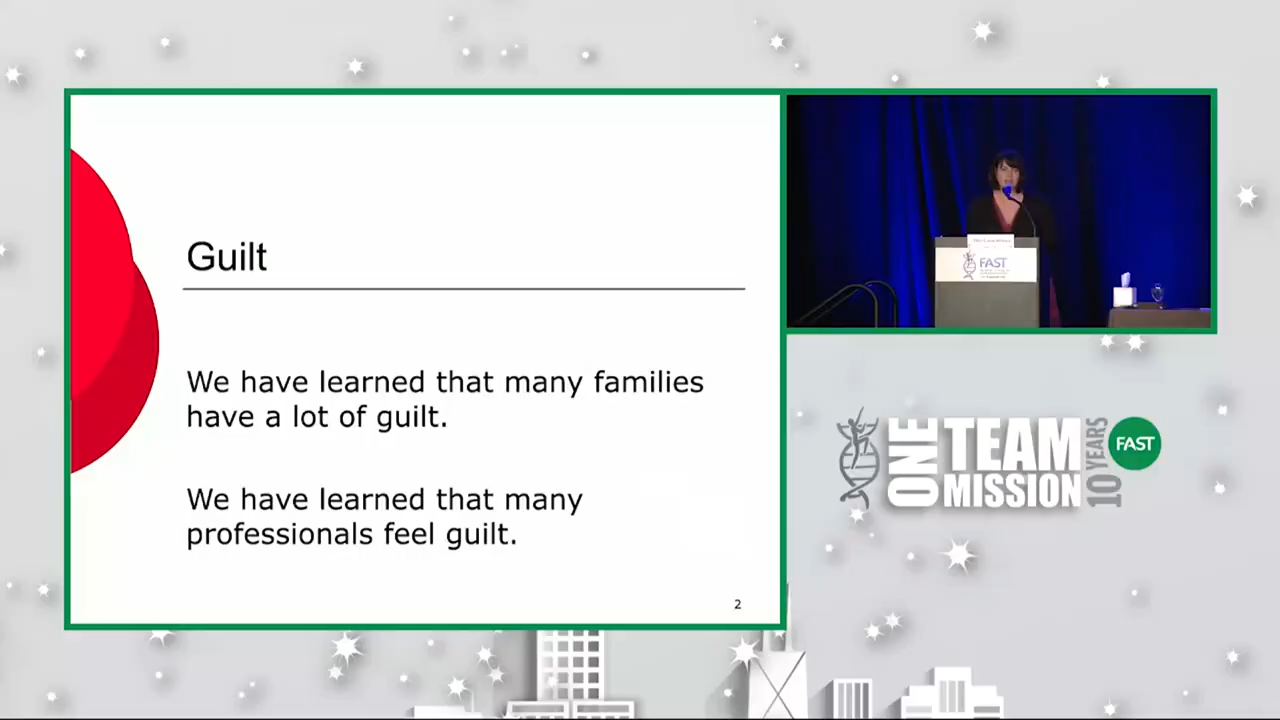 Guilt
We have learned that many families
have a lot of guilt.
We have learned that many
professionals feel guilt.
2
FAST
ONE
TEAM
MISSION
10 YEARS
FAST